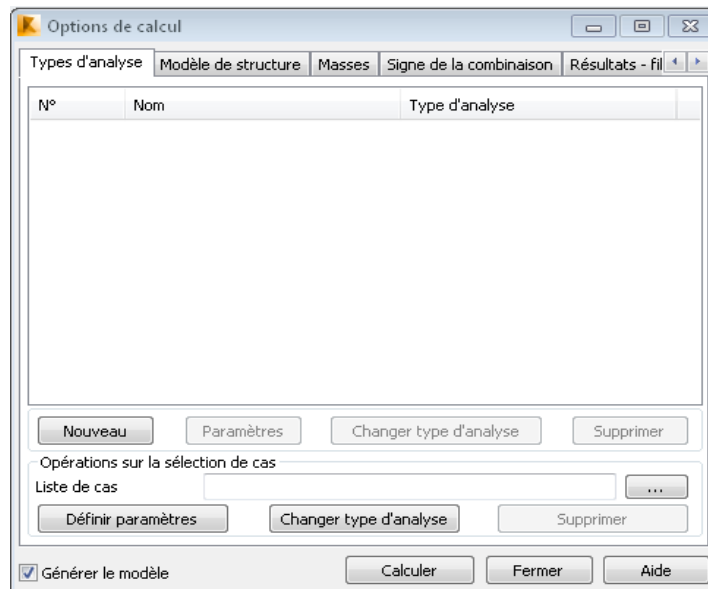 Options de calcul
Types d'analyse Modèle de structure Masses Signe de la combinaison Résultats - fil
N° Nom Type d'analyse
Nouveau Paramètres Changer type d'analyse Supprimer
Opérations sur la sélection de cas
Liste de cas ...
Définir paramètres Changer type d'analyse Supprimer
Générer le modèle Calculer Fermer Aide